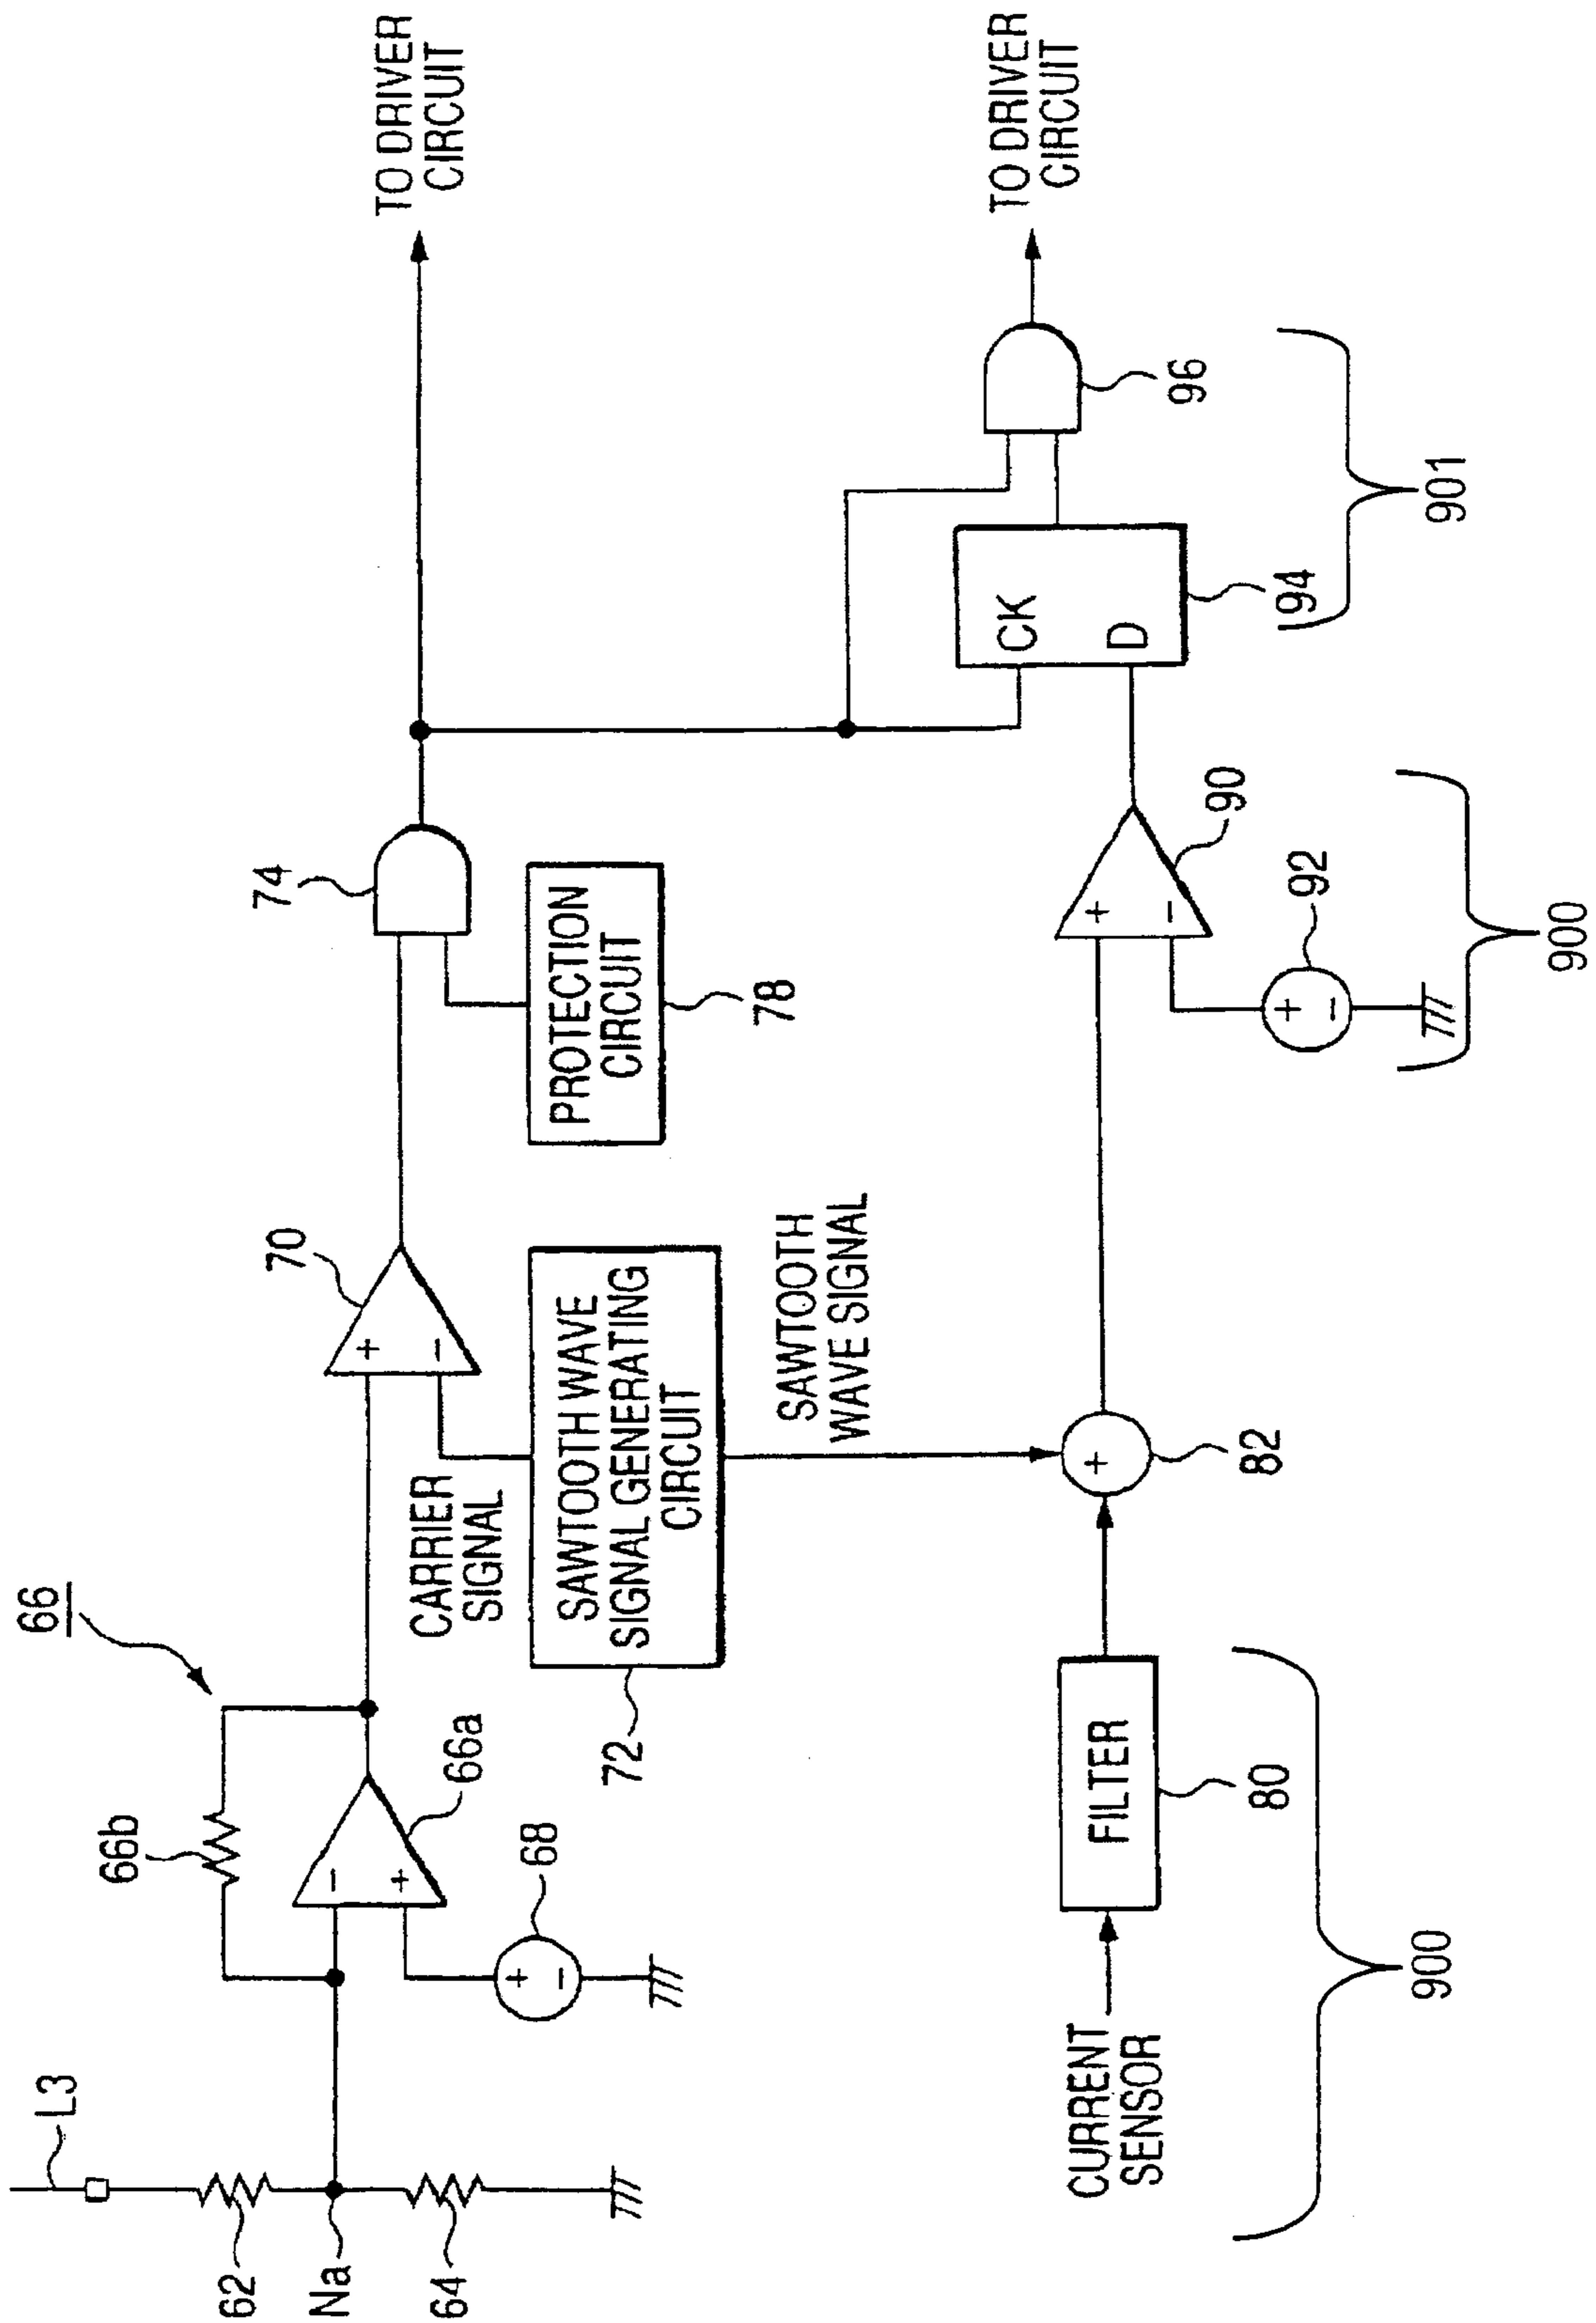 L3
62
Na
64
66
66b
66a
68
CARRIER
SIGNAL
70
72
SAWTOOTH WAVE
SIGNAL GENERATING
CIRCUIT
74
PROTECTION
CIRCUIT
78
TO DRIVER
CIRCUIT
SAWTOOTH
WAVE SIGNAL
CURRENT
SENSOR
FILTER
80
82
90
92
CK
D
94
96
TO DRIVER
CIRCUIT
900
900
901
+
−
+
−
+
−
+
+
−
+
−